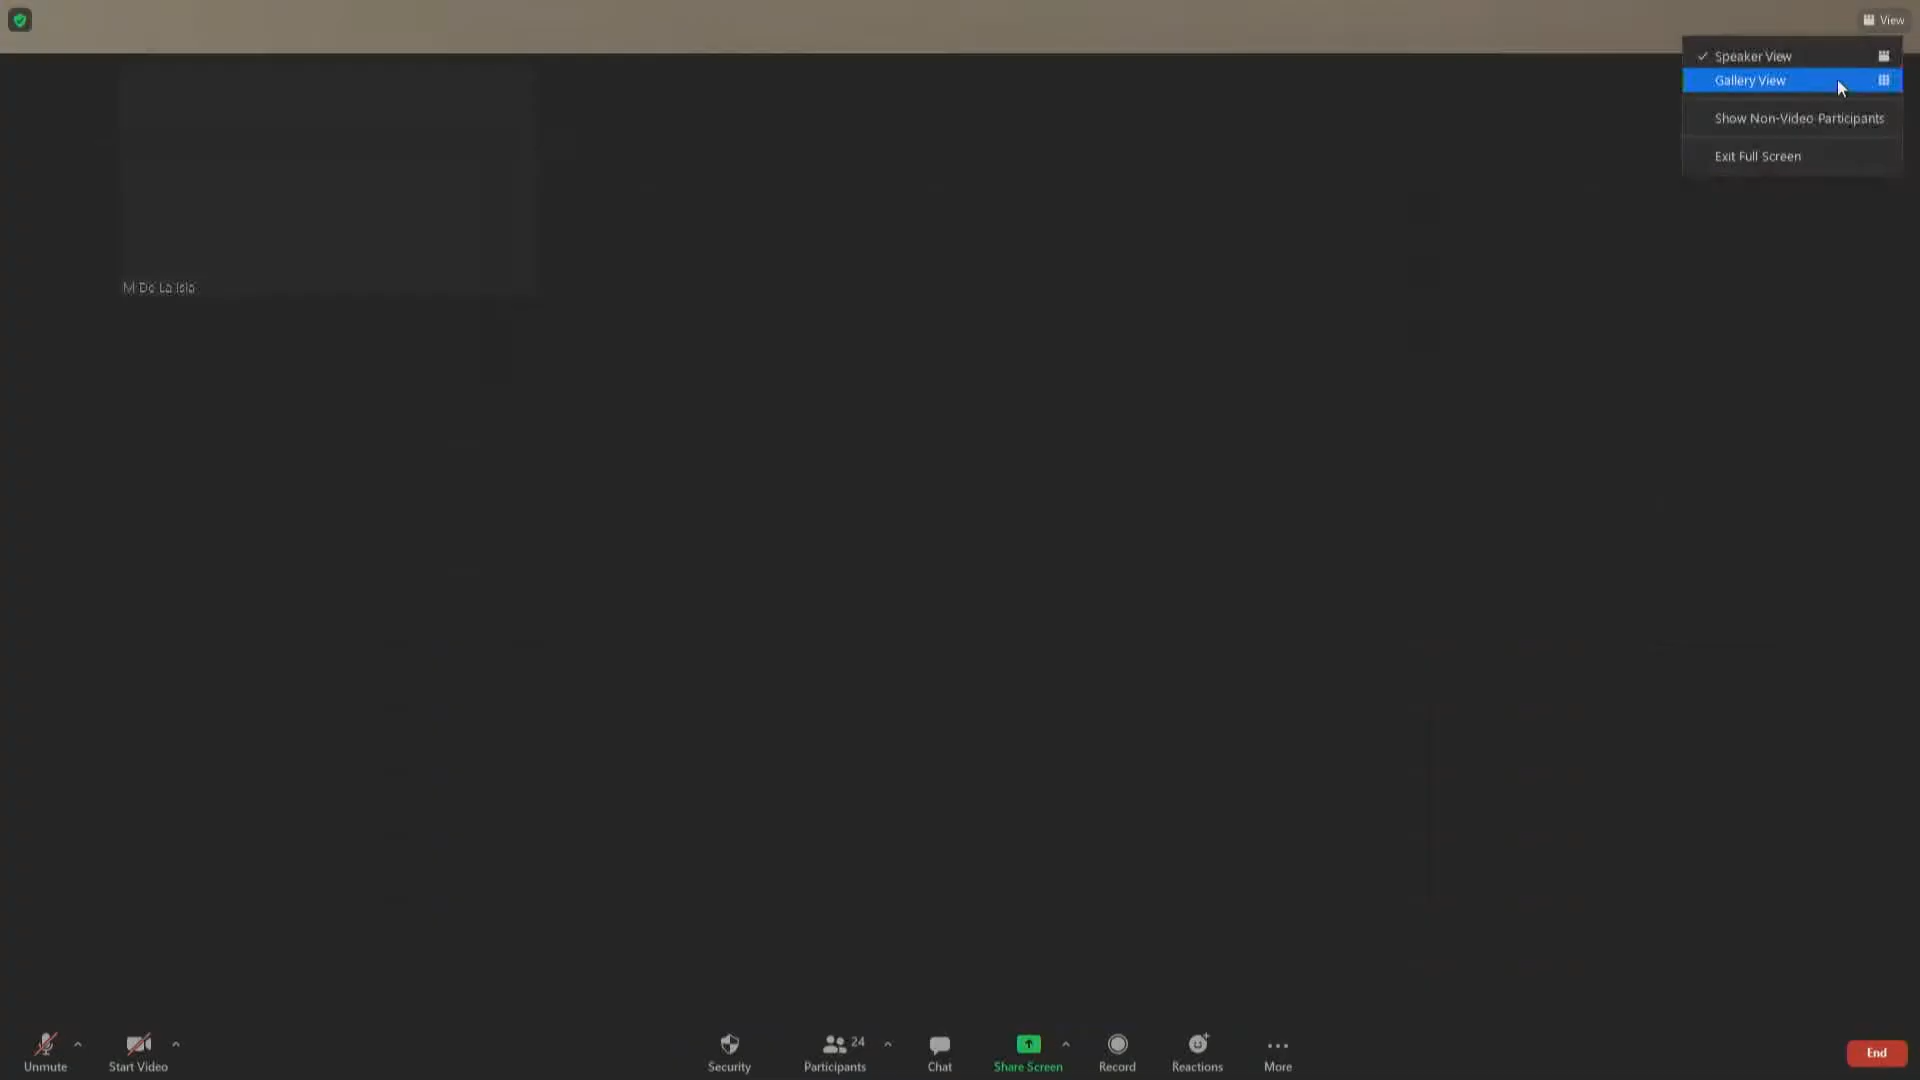 View
Speaker View
Gallery View
Show Non-Video Participants
Exit Full Screen
M De La Isla
Unmute
Start Video
Security
24
Participants
Chat
Share Screen
Record
Reactions
More
End